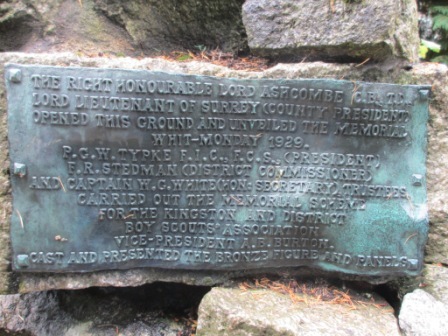 THE RIGHT HONOURABLE LORD ASHCOMBE C.B. T.D.
LORD LIEUTENANT OF SURREY (COUNTY PRESIDENT)
OPENED THIS GROUND AND UNVEILED THE MEMORIAL
WHIT-MONDAY 1929.
P.G.W. TYPKE F.I.C., F.C.S., (PRESIDENT)
F.R. STEDMAN (DISTRICT COMMISSIONER)
AND CAPTAIN W.G. WHITE (HON: SECRETARY), TRUSTEES,
CARRIED OUT THE MEMORIAL SCHEME
FOR THE KINGSTON AND DISTRICT
BOY SCOUTS' ASSOCIATION
VICE-PRESIDENT A.B. BURTON.
CAST AND PRESENTED THE BRONZE FIGURE AND PANELS.